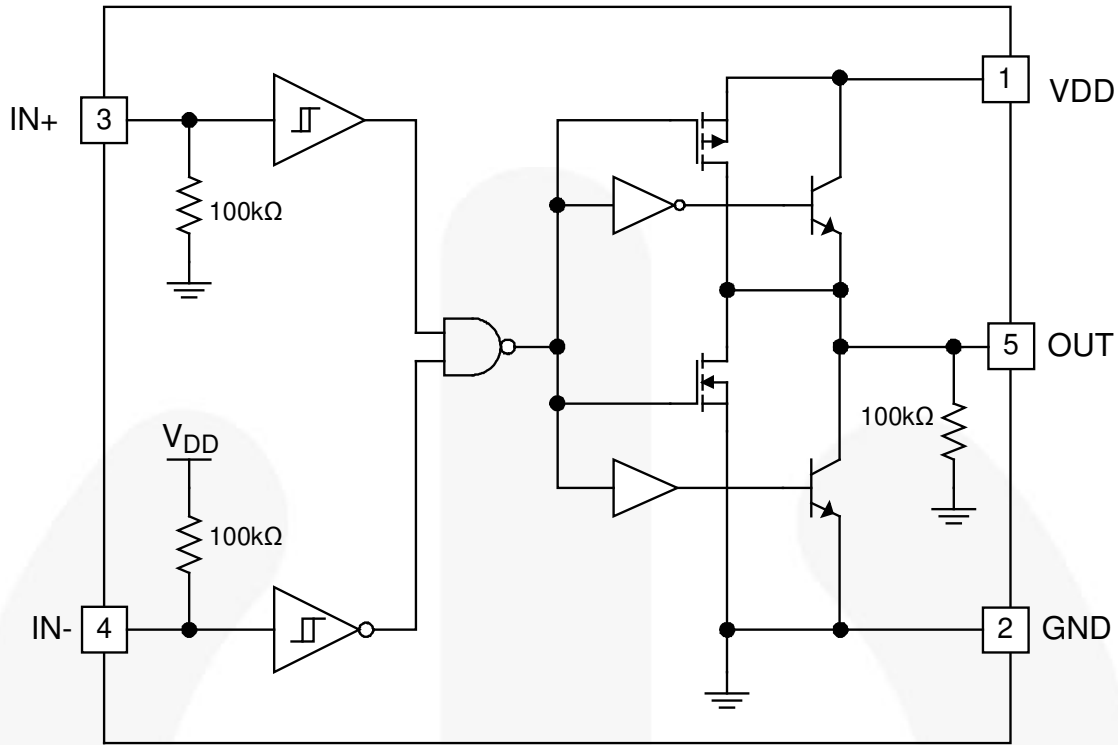 1
VDD
IN+
3
100kΩ
5
OUT
100kΩ
VDD
100kΩ
IN-
4
2
GND